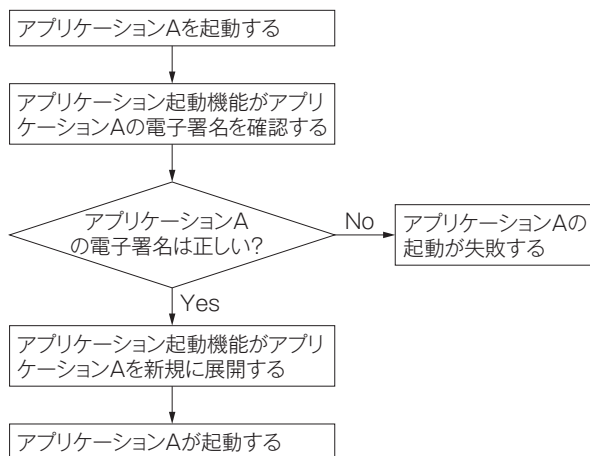 アプリケーションAを起動する
アプリケーション起動機能がアプリ
ケーションAの電子署名を確認する
アプリケーションA
の電子署名は正しい?
No
アプリケーションAの
起動が失敗する
Yes
アプリケーション起動機能がアプリ
ケーションAを新規に展開する
アプリケーションAが起動する